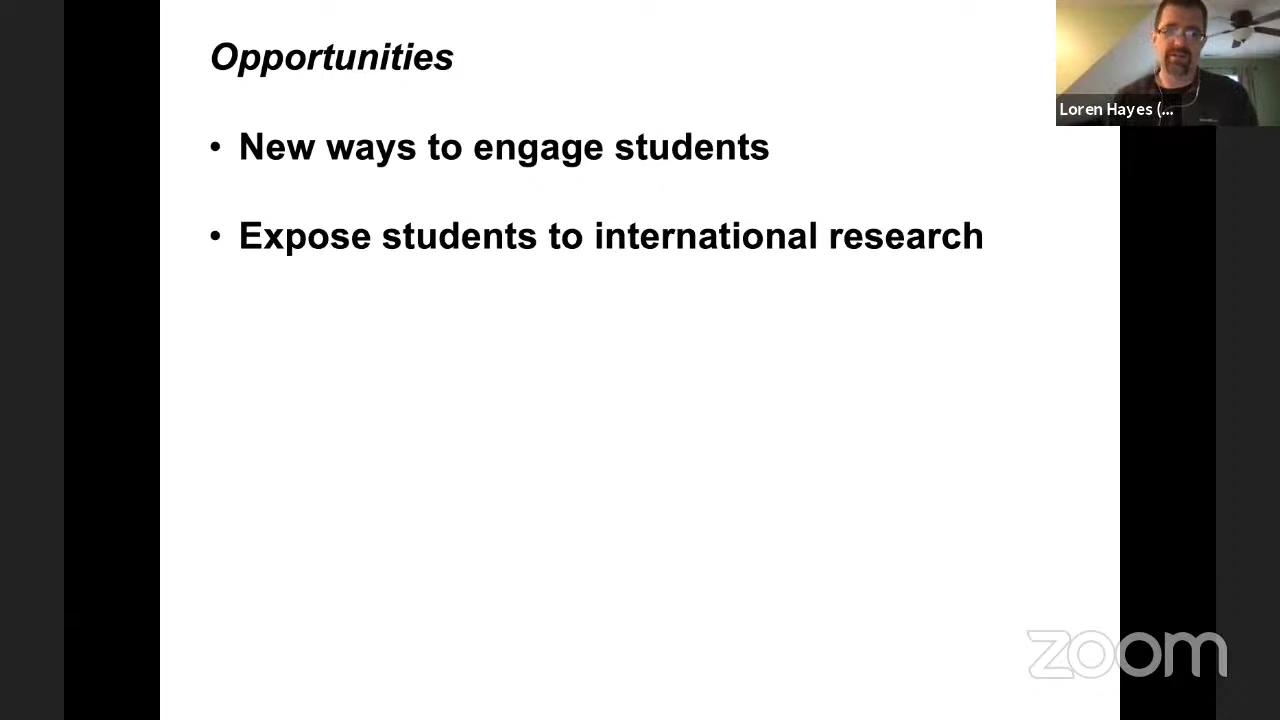 Opportunities
Loren Hayes (...
• New ways to engage students
• Expose students to international research
zoom